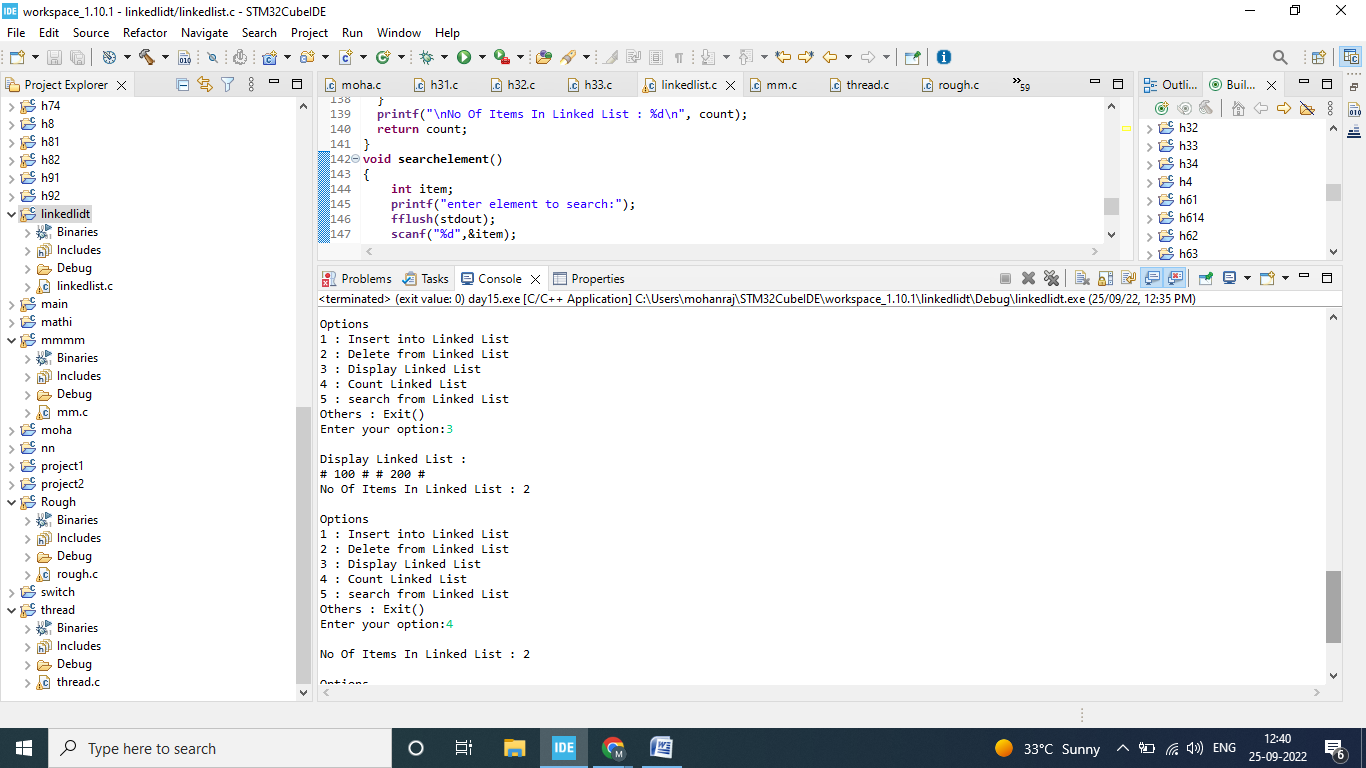 IDE workspace_1.10.1 - linkedlidt/linkedlist.c - STM32CubeIDE
File Edit Source Refactor Navigate Search Project Run Window Help
Project Explorer
h74
h8
h81
h82
h91
h92
linkedlidt
Binaries
Includes
Debug
linkedlist.c
main
mathi
mmmm
Binaries
Includes
Debug
mm.c
moha
nn
project1
project2
Rough
Binaries
Includes
Debug
rough.c
switch
thread
Binaries
Includes
Debug
thread.c
moha.c h31.c h32.c h33.c linkedlist.c mm.c thread.c rough.c 59
138 }
139 printf("\nNo Of Items In Linked List : %d\n", count);
140 return count;
141 }
142 void searchelement()
143 {
144 int item;
145 printf("enter element to search:");
146 fflush(stdout);
147 scanf("%d",&item);
Outli... Buil...
h32
h33
h34
h4
h61
h614
h62
h63
Problems Tasks Console Properties
<terminated> (exit value: 0) day15.exe [C/C++ Application] C:\Users\mohanraj\STM32CubeIDE\workspace_1.10.1\linkedlidt\Debug\linkedlidt.exe (25/09/22, 12:35 PM)
Options
1 : Insert into Linked List
2 : Delete from Linked List
3 : Display Linked List
4 : Count Linked List
5 : search from Linked List
Others : Exit()
Enter your option:3
Display Linked List :
# 100 # # 200 #
No Of Items In Linked List : 2
Options
1 : Insert into Linked List
2 : Delete from Linked List
3 : Display Linked List
4 : Count Linked List
5 : search from Linked List
Others : Exit()
Enter your option:4
No Of Items In Linked List : 2
Options
Type here to search
IDE
33°C Sunny
ENG
12:40
25-09-2022
6